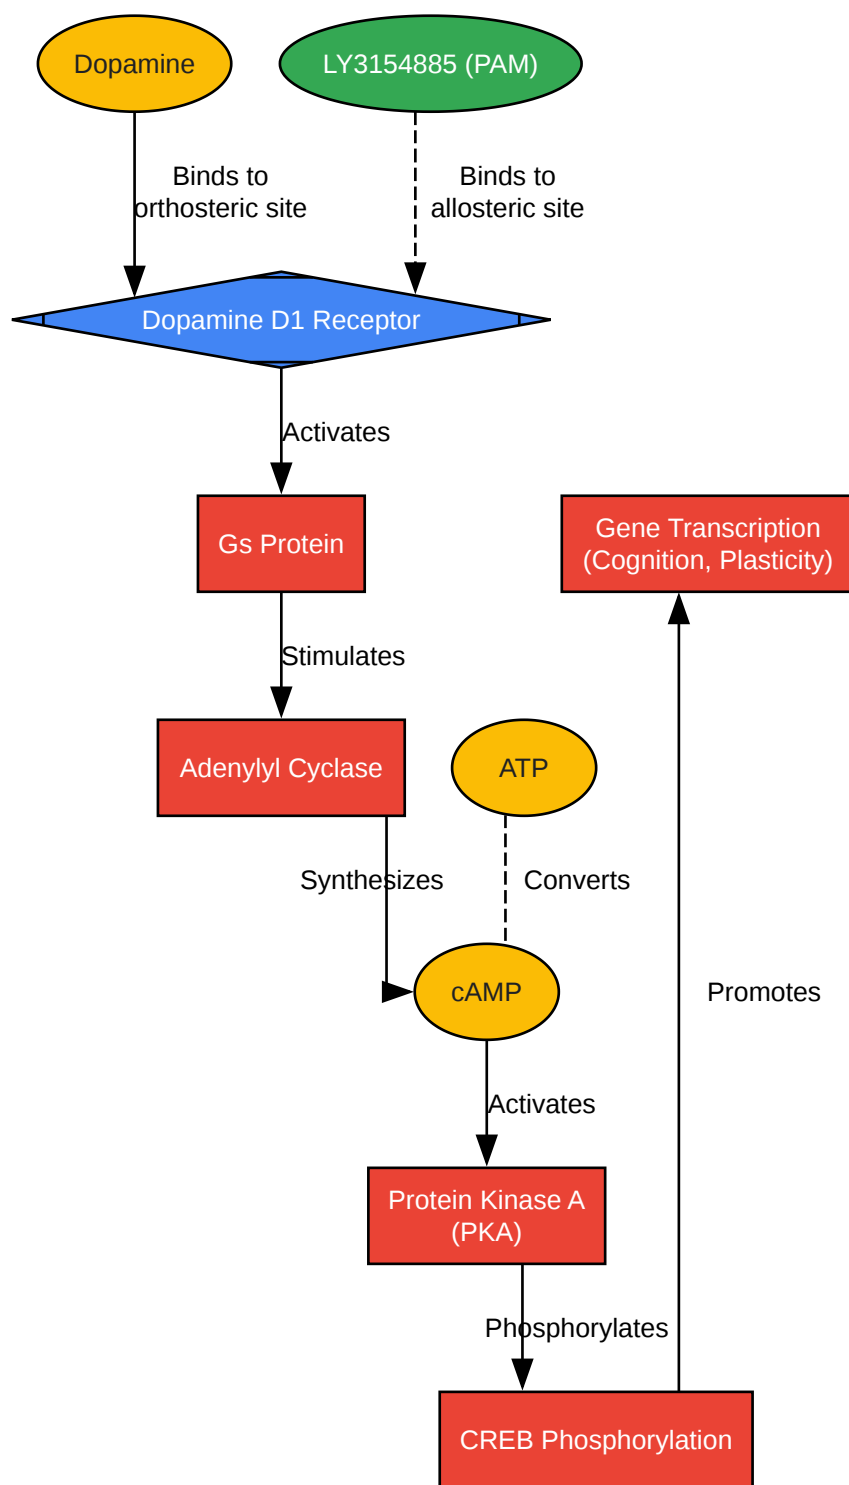 Dopamine
LY3154885 (PAM)
Binds to
orthosteric site
Binds to
allosteric site
Dopamine D1 Receptor
Activates
Gs Protein
Gene Transcription
(Cognition, Plasticity)
Stimulates
Adenylyl Cyclase
ATP
Synthesizes
Converts
cAMP
Promotes
Activates
Protein Kinase A
(PKA)
Phosphorylates
CREB Phosphorylation